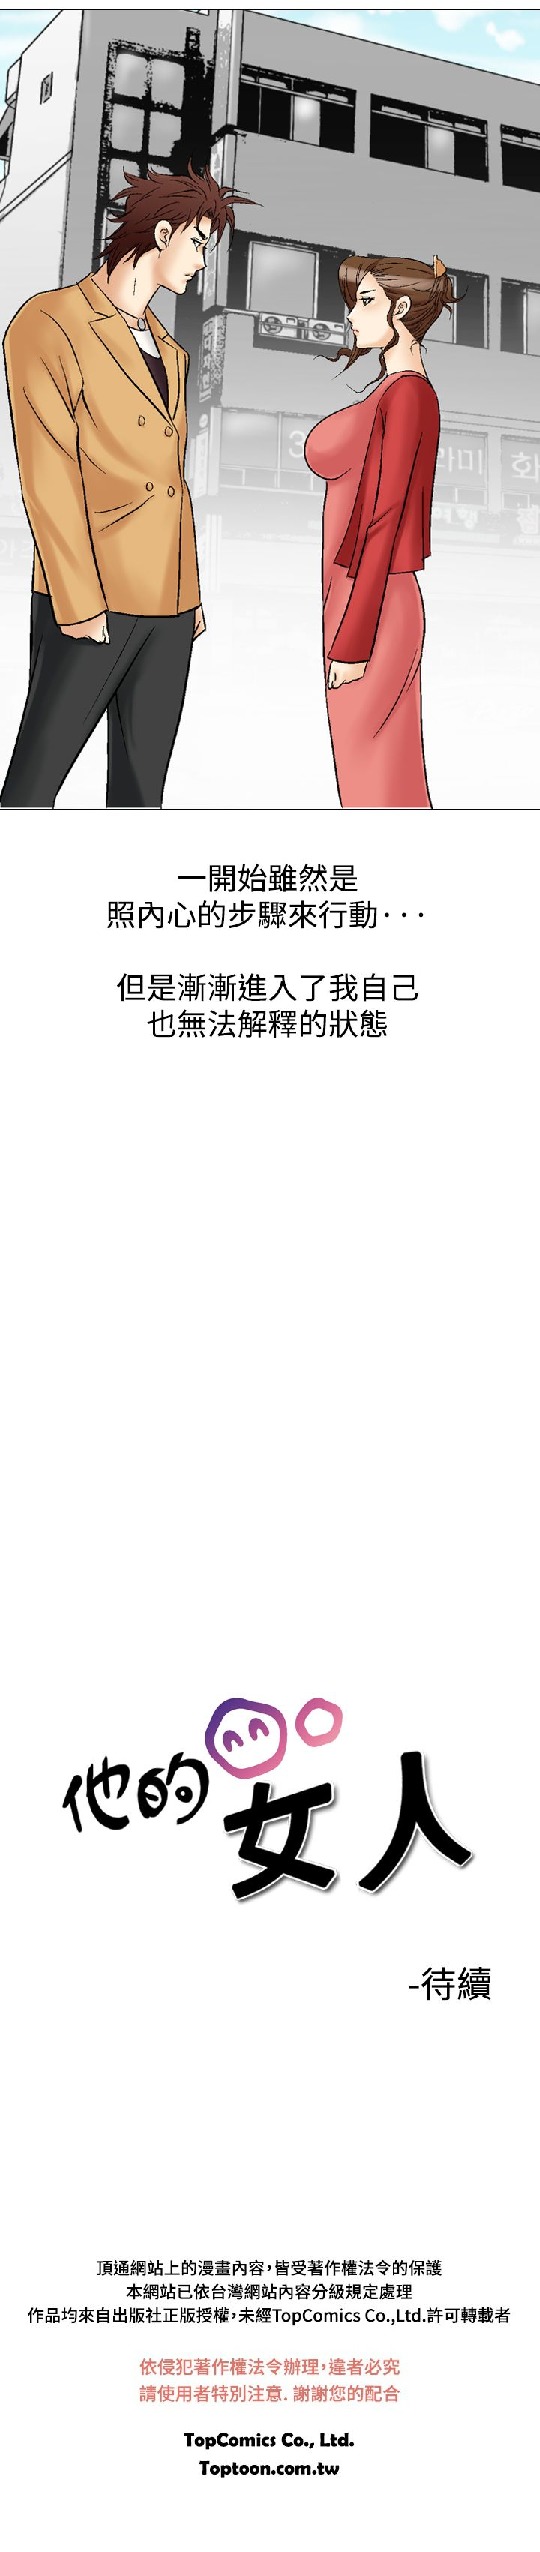 라미 화
행
一開始雖然是
照內心的步驟來行動···
但是漸漸進入了我自己
也無法解釋的狀態
他的女人
-待續
頂通網站上的漫畫內容,皆受著作權法令的保護
本網站已依台灣網站內容分級規定處理
作品均來自出版社正版授權,未經TopComics Co.,Ltd.許可轉載者
依侵犯著作權法令辦理,違者必究
請使用者特別注意. 謝謝您的配合
TopComics Co., Ltd.
Toptoon.com.tw